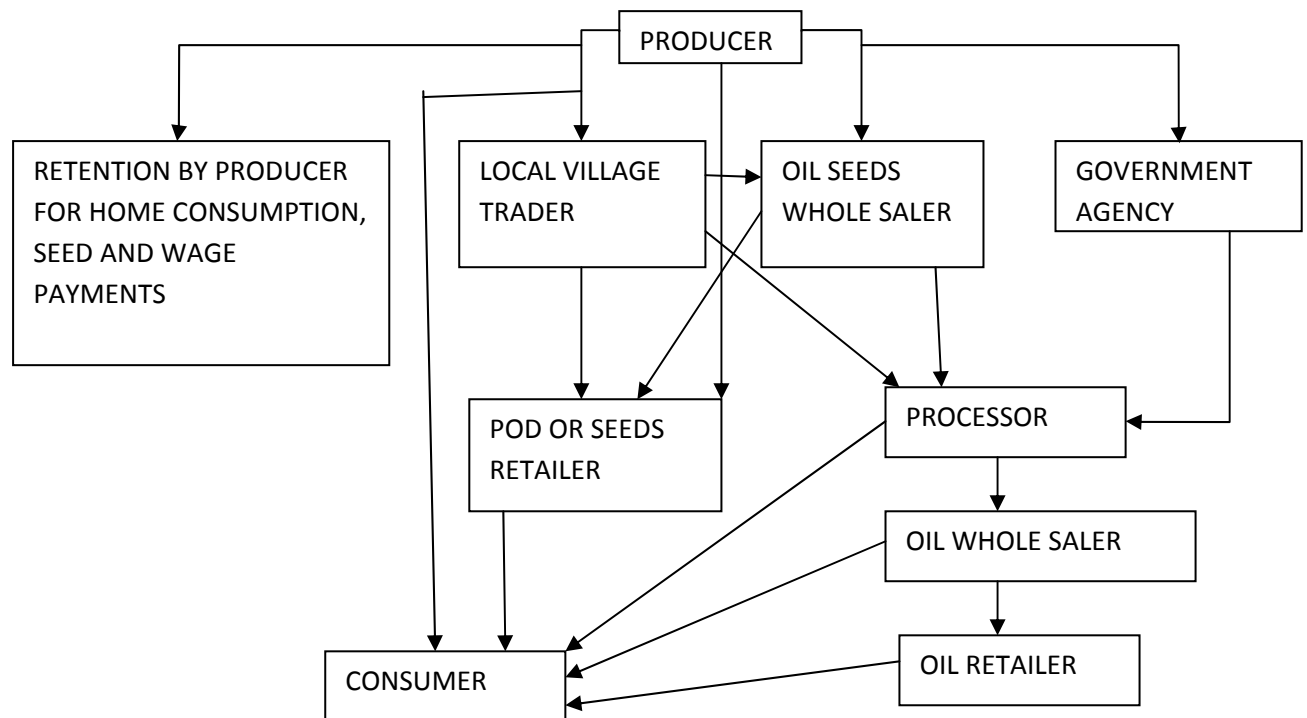 PRODUCER
RETENTION BY PRODUCER
FOR HOME CONSUMPTION,
SEED AND WAGE
PAYMENTS
LOCAL VILLAGE
TRADER
OIL SEEDS
WHOLE SALER
GOVERNMENT
AGENCY
POD OR SEEDS
RETAILER
PROCESSOR
OIL WHOLE SALER
OIL RETAILER
CONSUMER